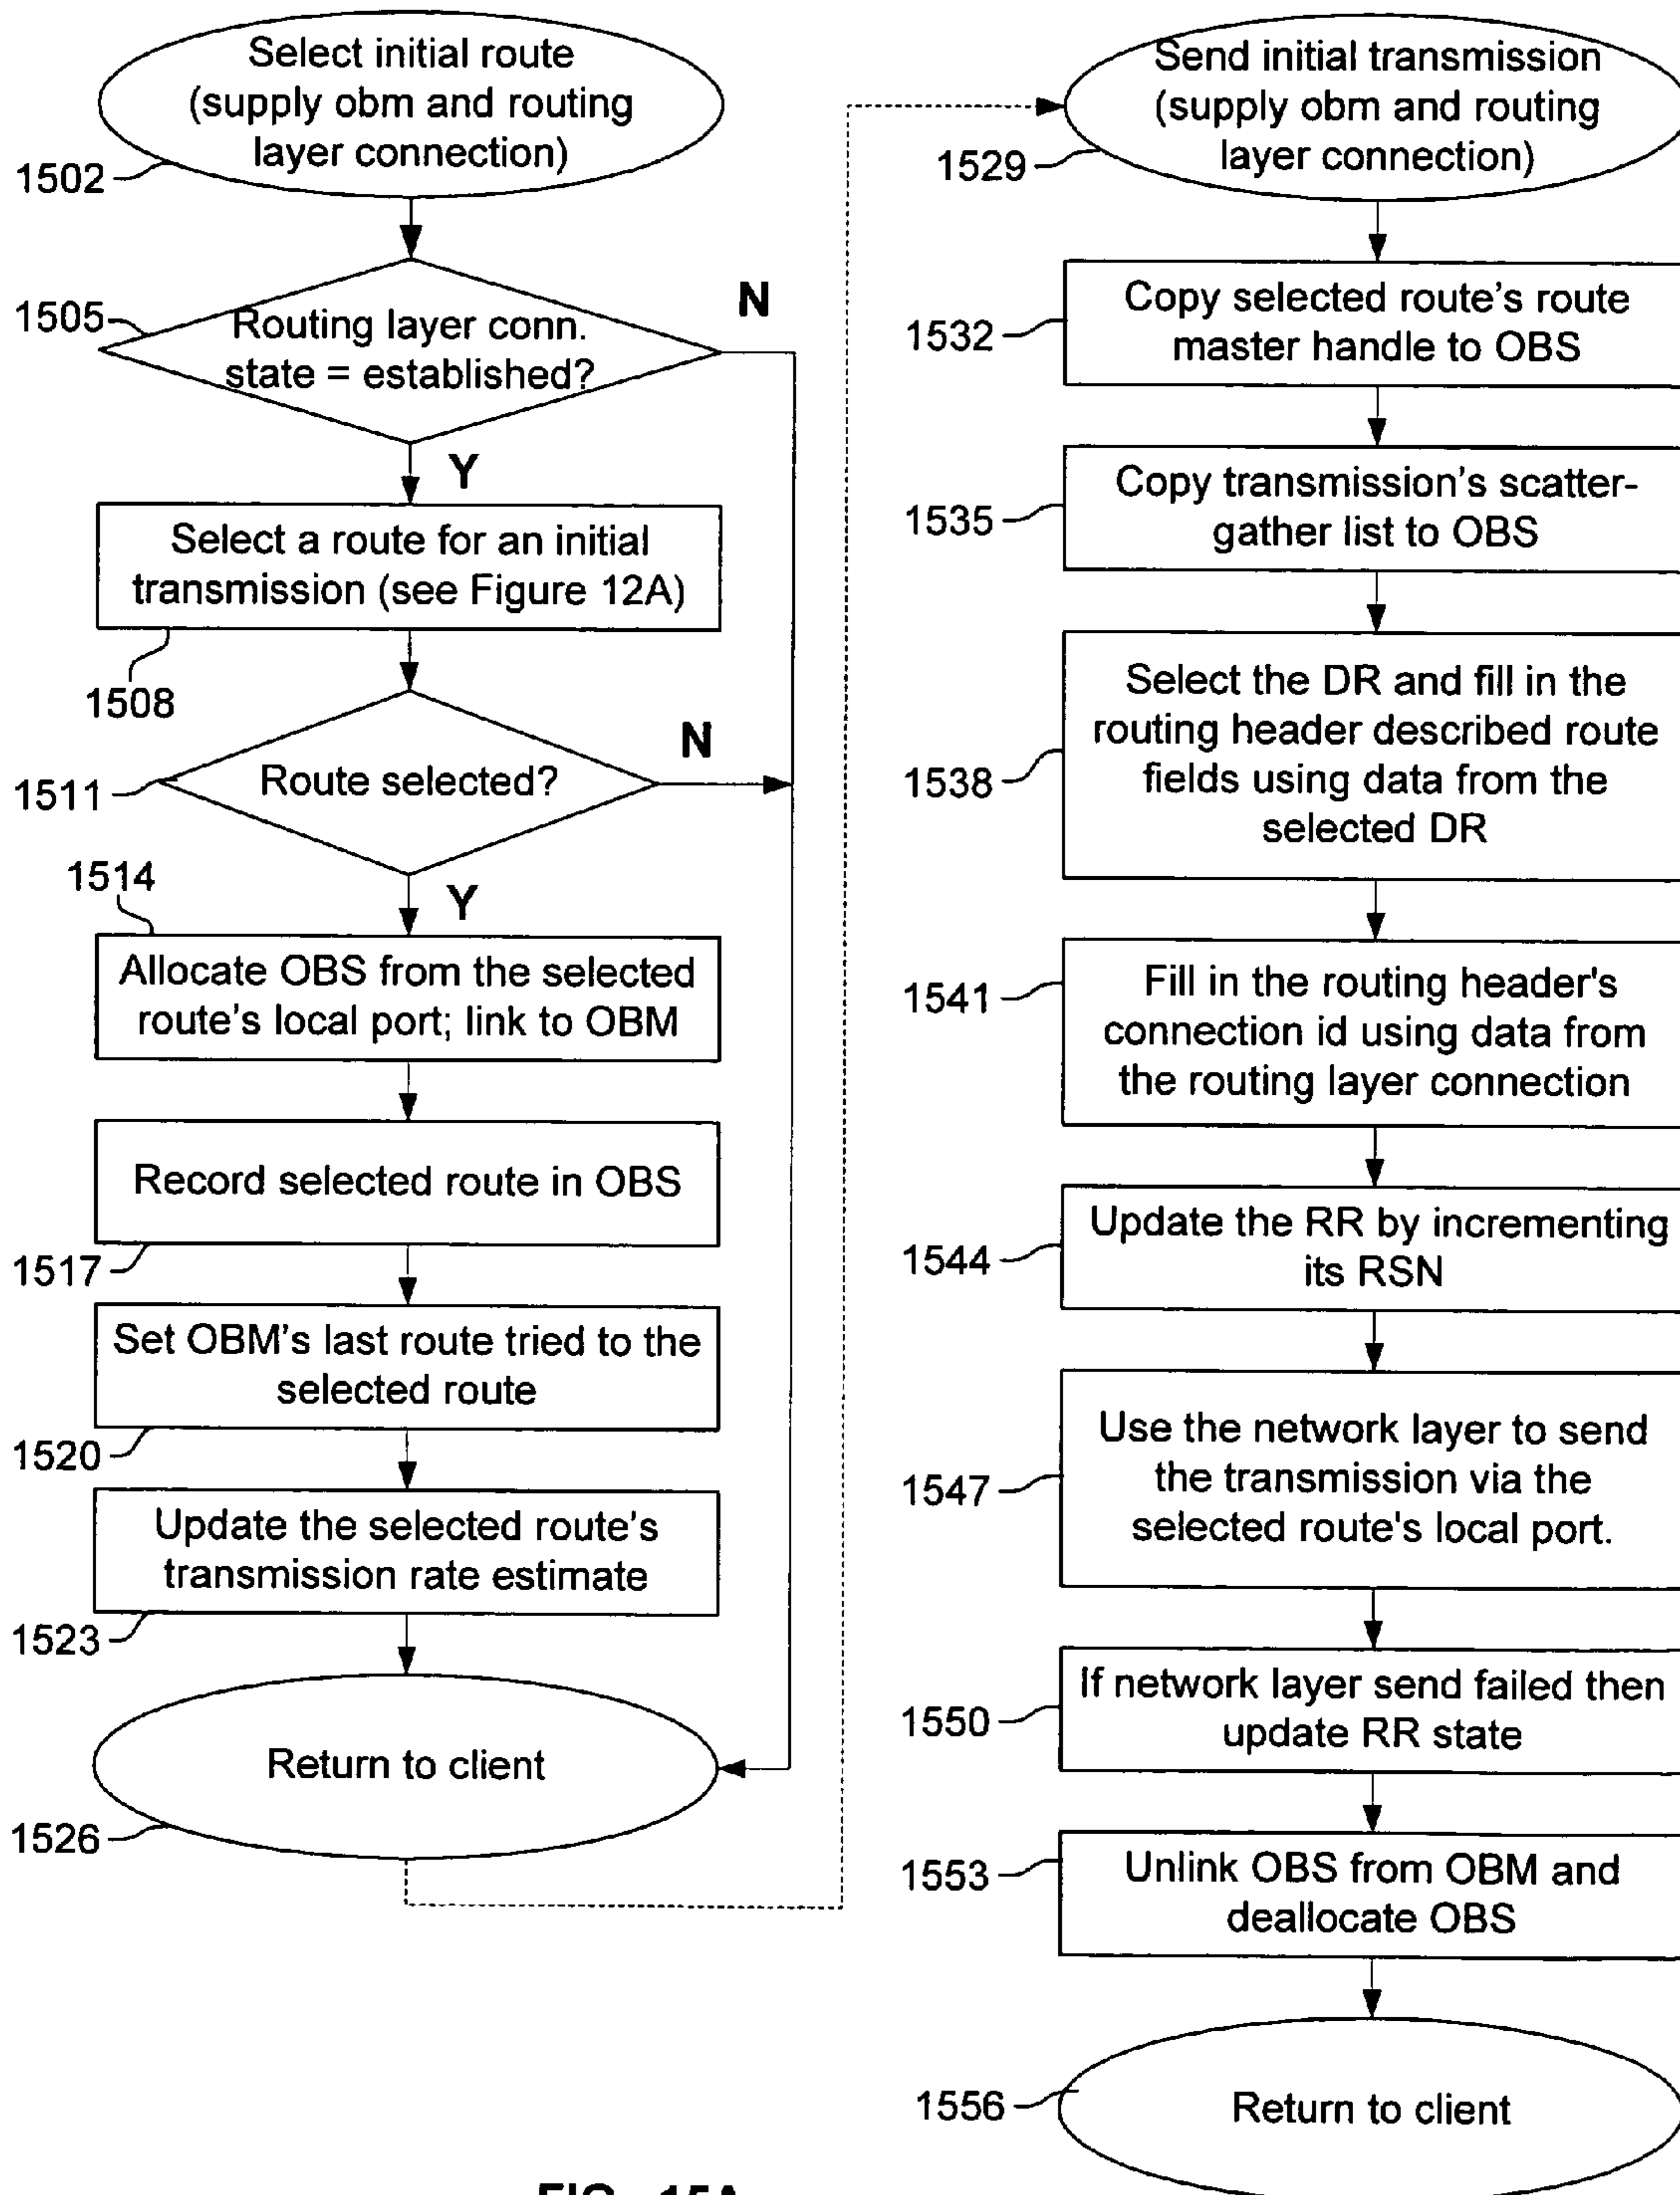 Select initial route
(supply obm and routing
layer connection)
1502
1505
Routing layer conn.
state = established?
N
Y
Select a route for an initial
transmission (see Figure 12A)
1508
1511
Route selected?
N
Y
1514
Allocate OBS from the selected
route's local port; link to OBM
Record selected route in OBS
1517
Set OBM's last route tried to the
selected route
1520
Update the selected route's
transmission rate estimate
1523
Return to client
1526
Send initial transmission
(supply obm and routing
layer connection)
1529
Copy selected route's route
master handle to OBS
1532
Copy transmission's scatter-
gather list to OBS
1535
Select the DR and fill in the
routing header described route
fields using data from the
selected DR
1538
Fill in the routing header's
connection id using data from
the routing layer connection
1541
Update the RR by incrementing
its RSN
1544
Use the network layer to send
the transmission via the
selected route's local port.
1547
If network layer send failed then
update RR state
1550
Unlink OBS from OBM and
deallocate OBS
1553
Return to client
1556
FIG. 15A